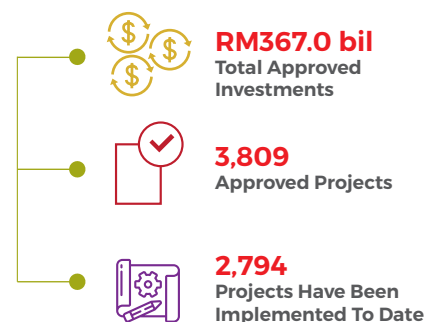 $
$
$
RM367.0 bil
Total Approved
Investments
3,809
Approved Projects
2,794
Projects Have Been
Implemented To Date